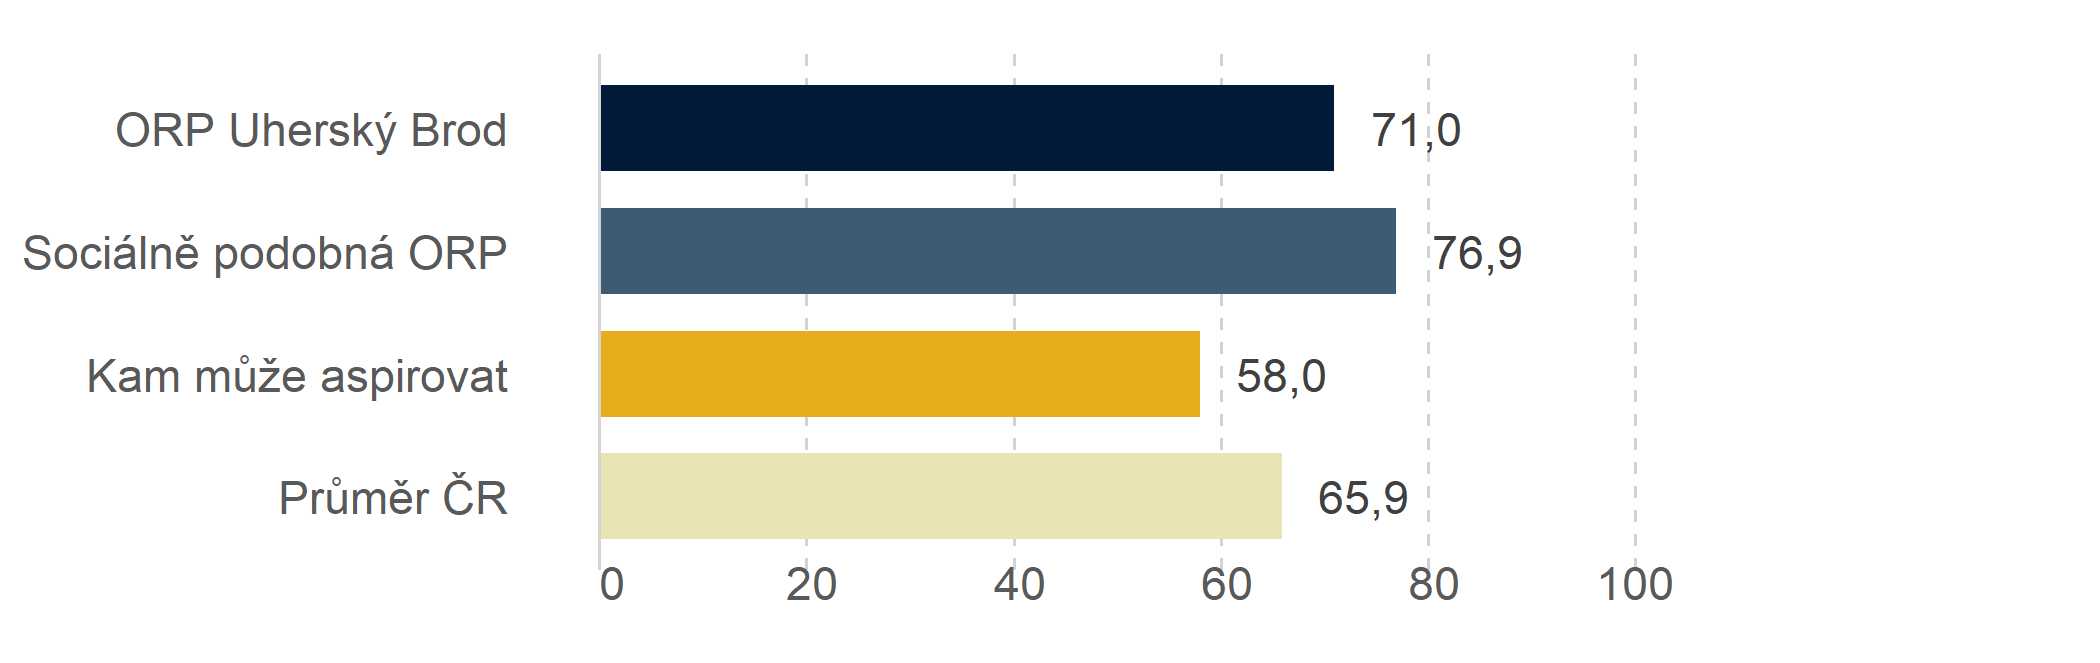 ORP Uherský Brod
71,0
Sociálně podobná ORP
76,9
Kam může aspirovat
58,0
Průměr ČR
65,9
0 20 40 60 80 100